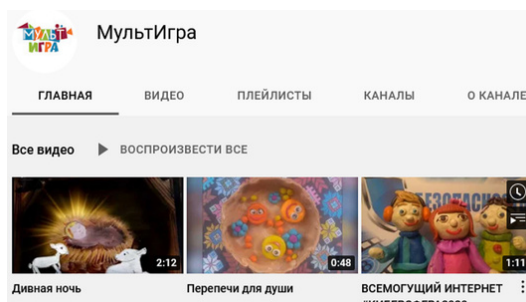 МУЛЬТ
ИГРА
МультИгра
ГЛАВНАЯ ВИДЕО ПЛЕЙЛИСТЫ КАНАЛЫ О КАНАЛЕ
Все видео ВОСПРОИЗВЕСТИ ВСЕ
2:12 0:48 1:11
Дивная ночь Перепечи для души ВСЕМОГУЩИЙ ИНТЕРНЕТ